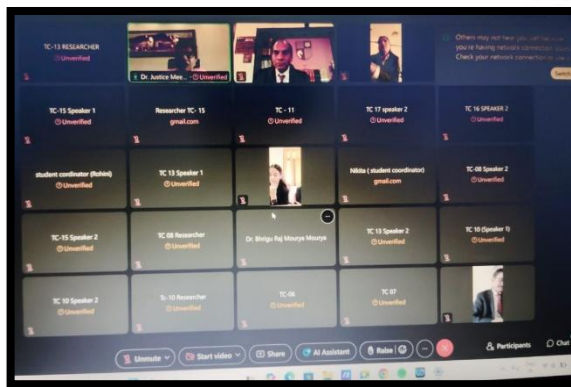 TC-13 RESEARCHER
Unverified
Dr. Justice Mee...
Unverified
Others may not hear you well because
you're having network connection issues.
Check your network connection
Switch
TC-15 Speaker 1
Unverified
Researcher TC- 15
gmail.com
TC - 11
Unverified
TC 17 speaker 2
Unverified
TC 16 SPEAKER 2
Unverified
student cordinator (Rohini)
Unverified
TC 13 Speaker 1
Unverified
Nikita ( student coordinator)
gmail.com
TC-08 Speaker 2
Unverified
TC-15 Speaker 2
Unverified
TC 08 Researcher
Unverified
Dr. Bhrigu Raj Mourya Mourya
TC 13 Speaker 2
Unverified
TC 10 (Speaker 1)
Unverified
TC 10 Speaker 2
Unverified
Tc- 10 Researcher
Unverified
TC-06
Unverified
TC 07
Unverified
Unmute
Start video
Share
AI Assistant
Raise
Participants
Chat